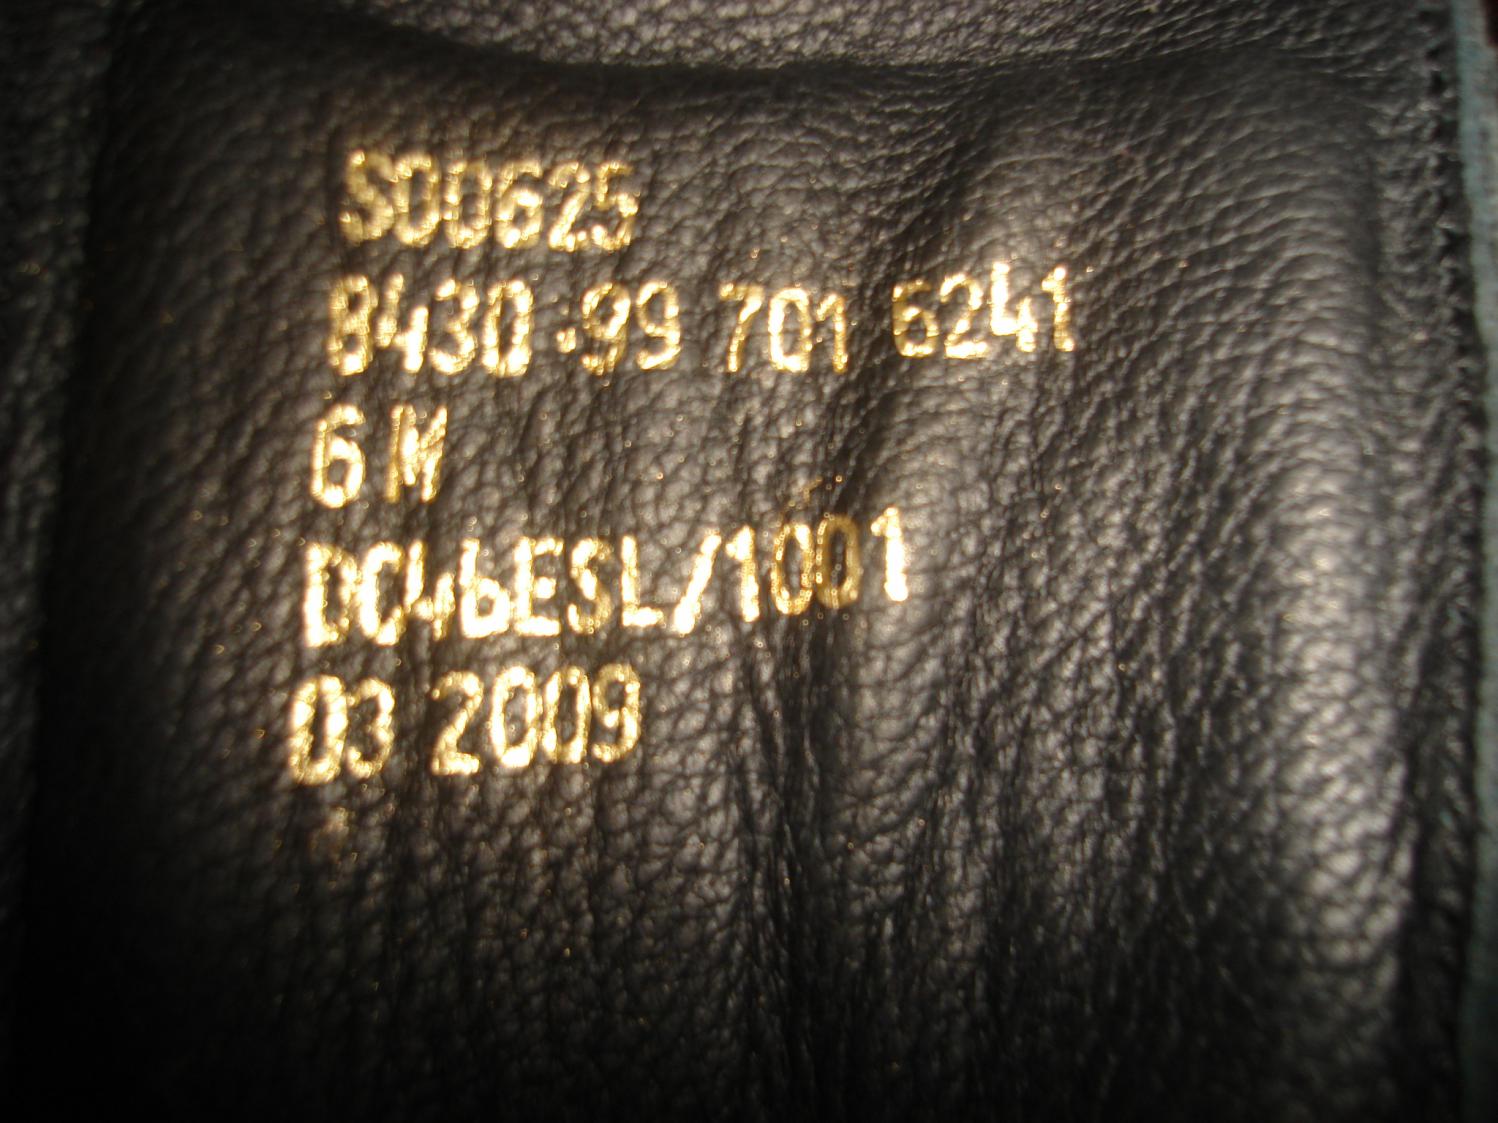 S00625
8430-99 701 6241
6 M
DC46ESL/1001
03 2009